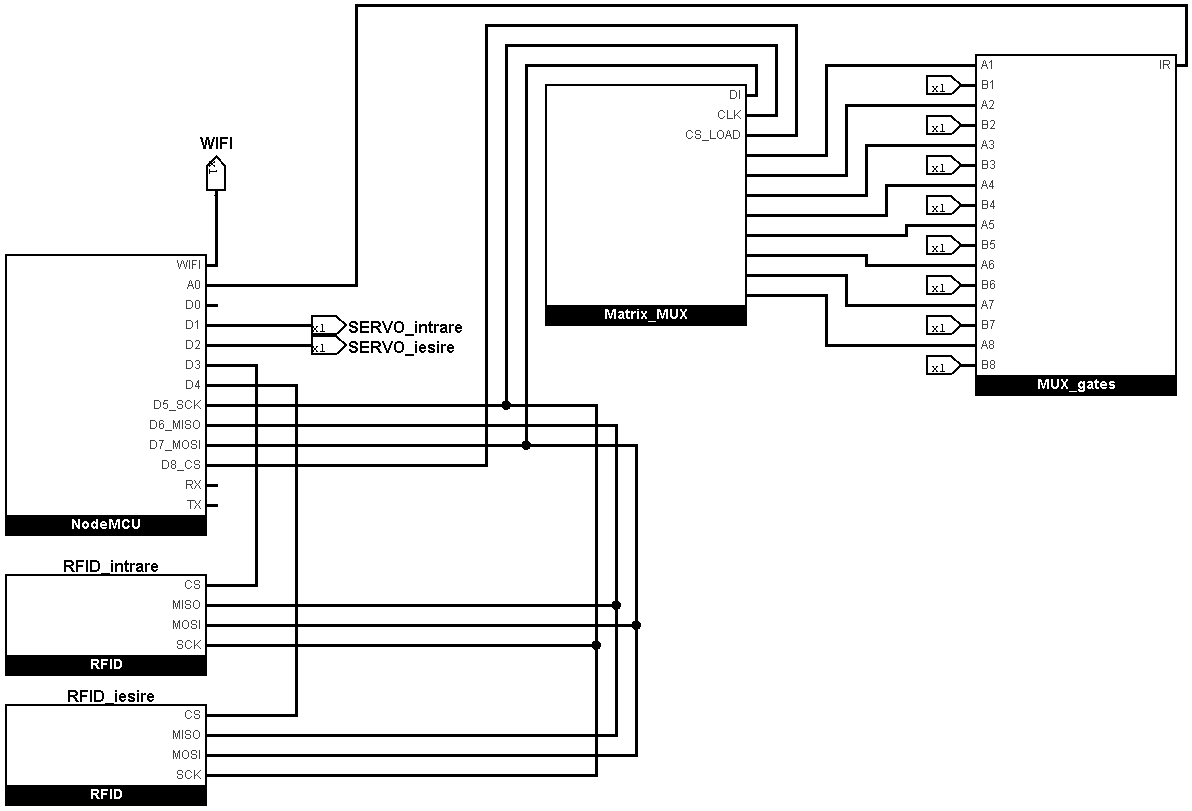 WIFI
x1
WIFI
A0
D0
D1
D2
D3
D4
D5_SCK
D6_MISO
D7_MOSI
D8_CS
RX
TX
NodeMCU
x1 SERVO_intrare
x1 SERVO_iesire
RFID_intrare
CS
MISO
MOSI
SCK
RFID
RFID_iesire
CS
MISO
MOSI
SCK
RFID
DI
CLK
CS_LOAD
Matrix_MUX
A1 IR
x1 B1
A2
x1 B2
A3
x1 B3
A4
x1 B4
A5
x1 B5
A6
x1 B6
A7
x1 B7
A8
x1 B8
MUX_gates